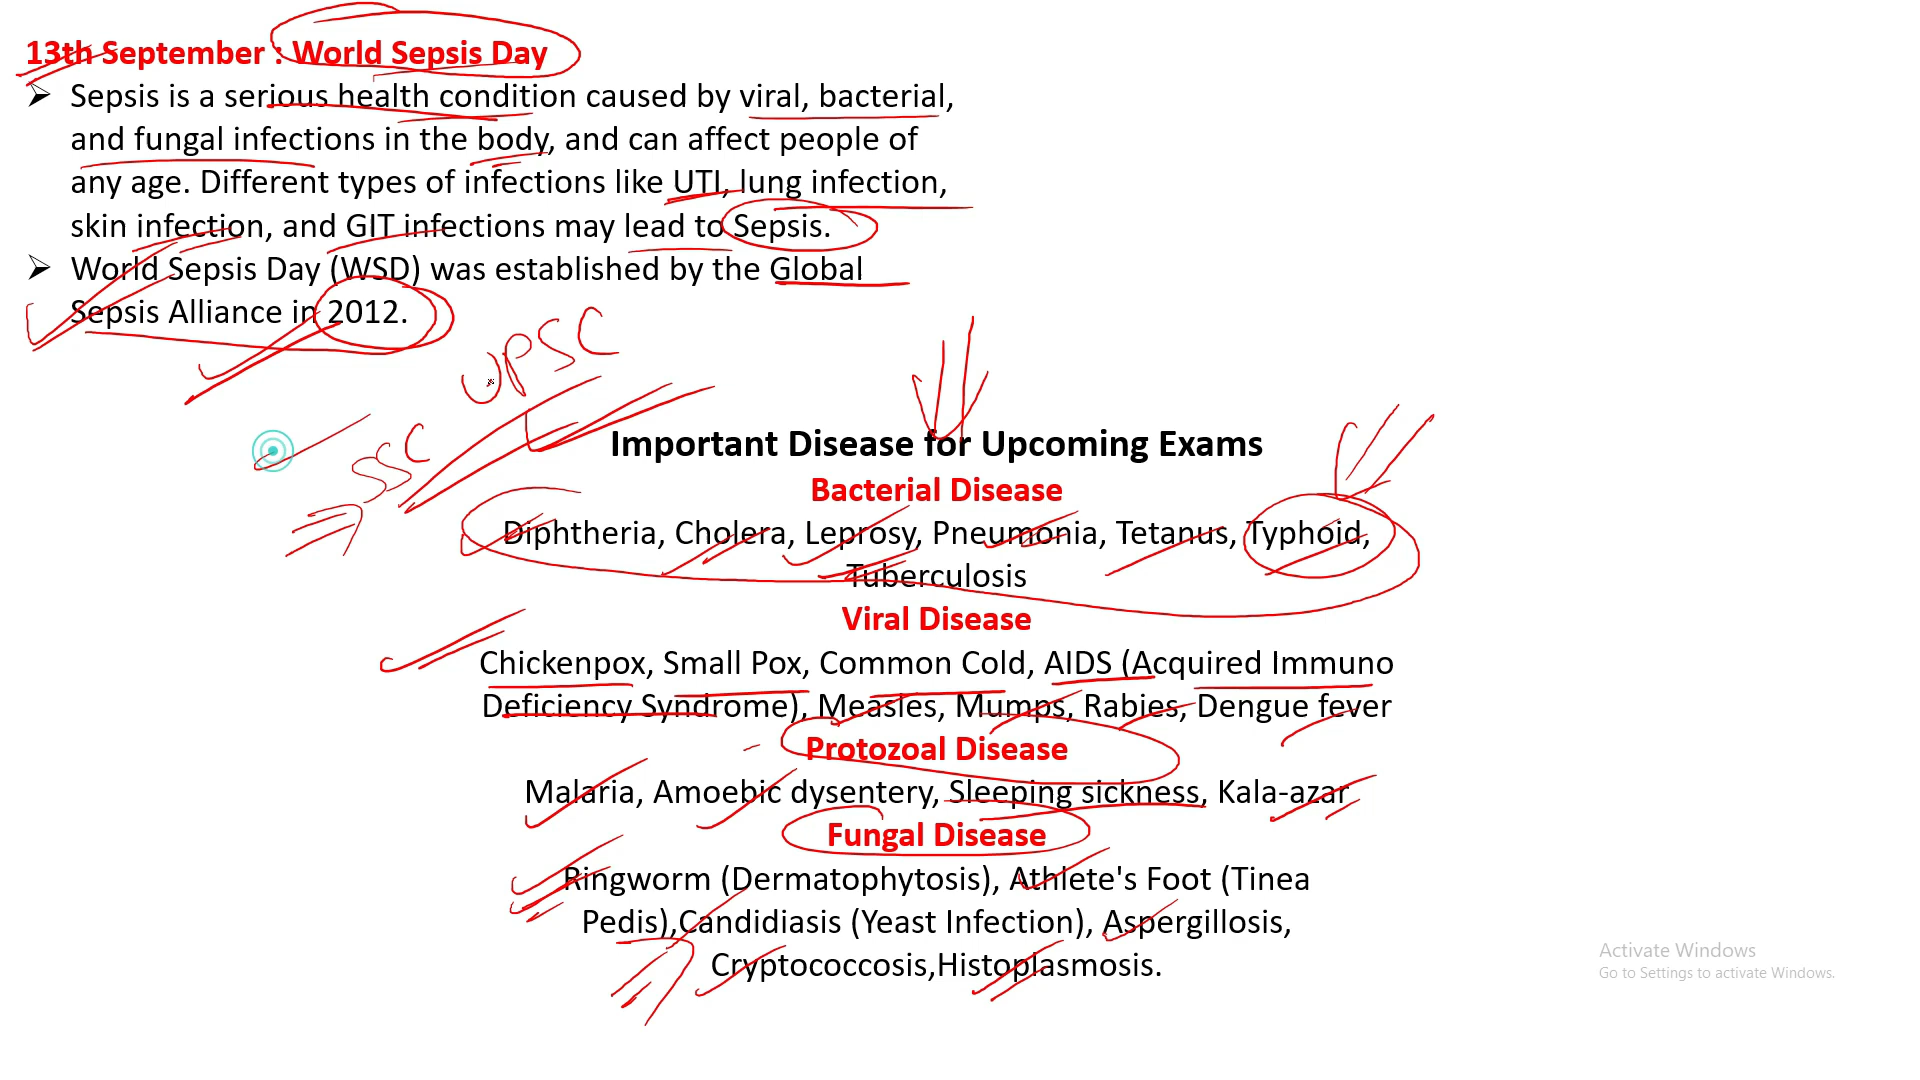 13th September : World Sepsis Day
➢ Sepsis is a serious health condition caused by viral, bacterial,
and fungal infections in the body, and can affect people of
any age. Different types of infections like UTI, lung infection,
skin infection, and GIT infections may lead to Sepsis.
➢ World Sepsis Day (WSD) was established by the Global
Sepsis Alliance in 2012.
UPSC
SSC
Important Disease for Upcoming Exams
Bacterial Disease
Diphtheria, Cholera, Leprosy, Pneumonia, Tetanus, Typhoid,
Tuberculosis
Viral Disease
Chickenpox, Small Pox, Common Cold, AIDS (Acquired Immuno
Deficiency Syndrome), Measles, Mumps, Rabies, Dengue fever
Protozoal Disease
Malaria, Amoebic dysentery, Sleeping sickness, Kala-azar
Fungal Disease
Ringworm (Dermatophytosis), Athlete's Foot (Tinea
Pedis),Candidiasis (Yeast Infection), Aspergillosis,
Cryptococcosis,Histoplasmosis.
Activate Windows
Go to Settings to activate Windows.